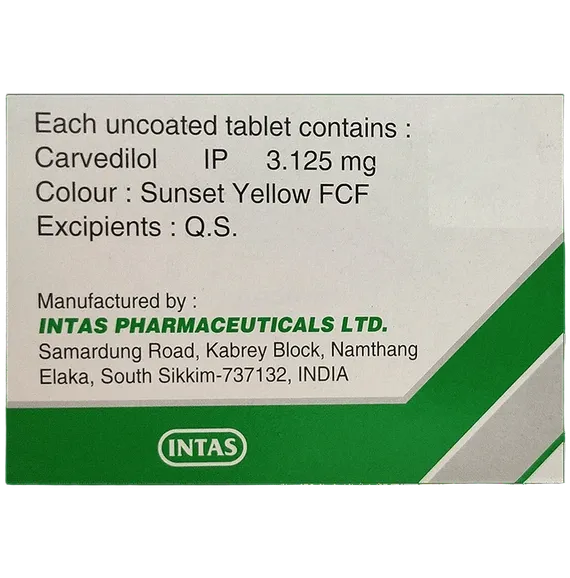 Each uncoated tablet contains :
Carvedilol IP 3.125 mg
Colour : Sunset Yellow FCF
Excipients : Q.S.
Manufactured by :
INTAS PHARMACEUTICALS LTD.
Samardung Road, Kabrey Block, Namthang
Elaka, South Sikkim-737132, INDIA
INTAS